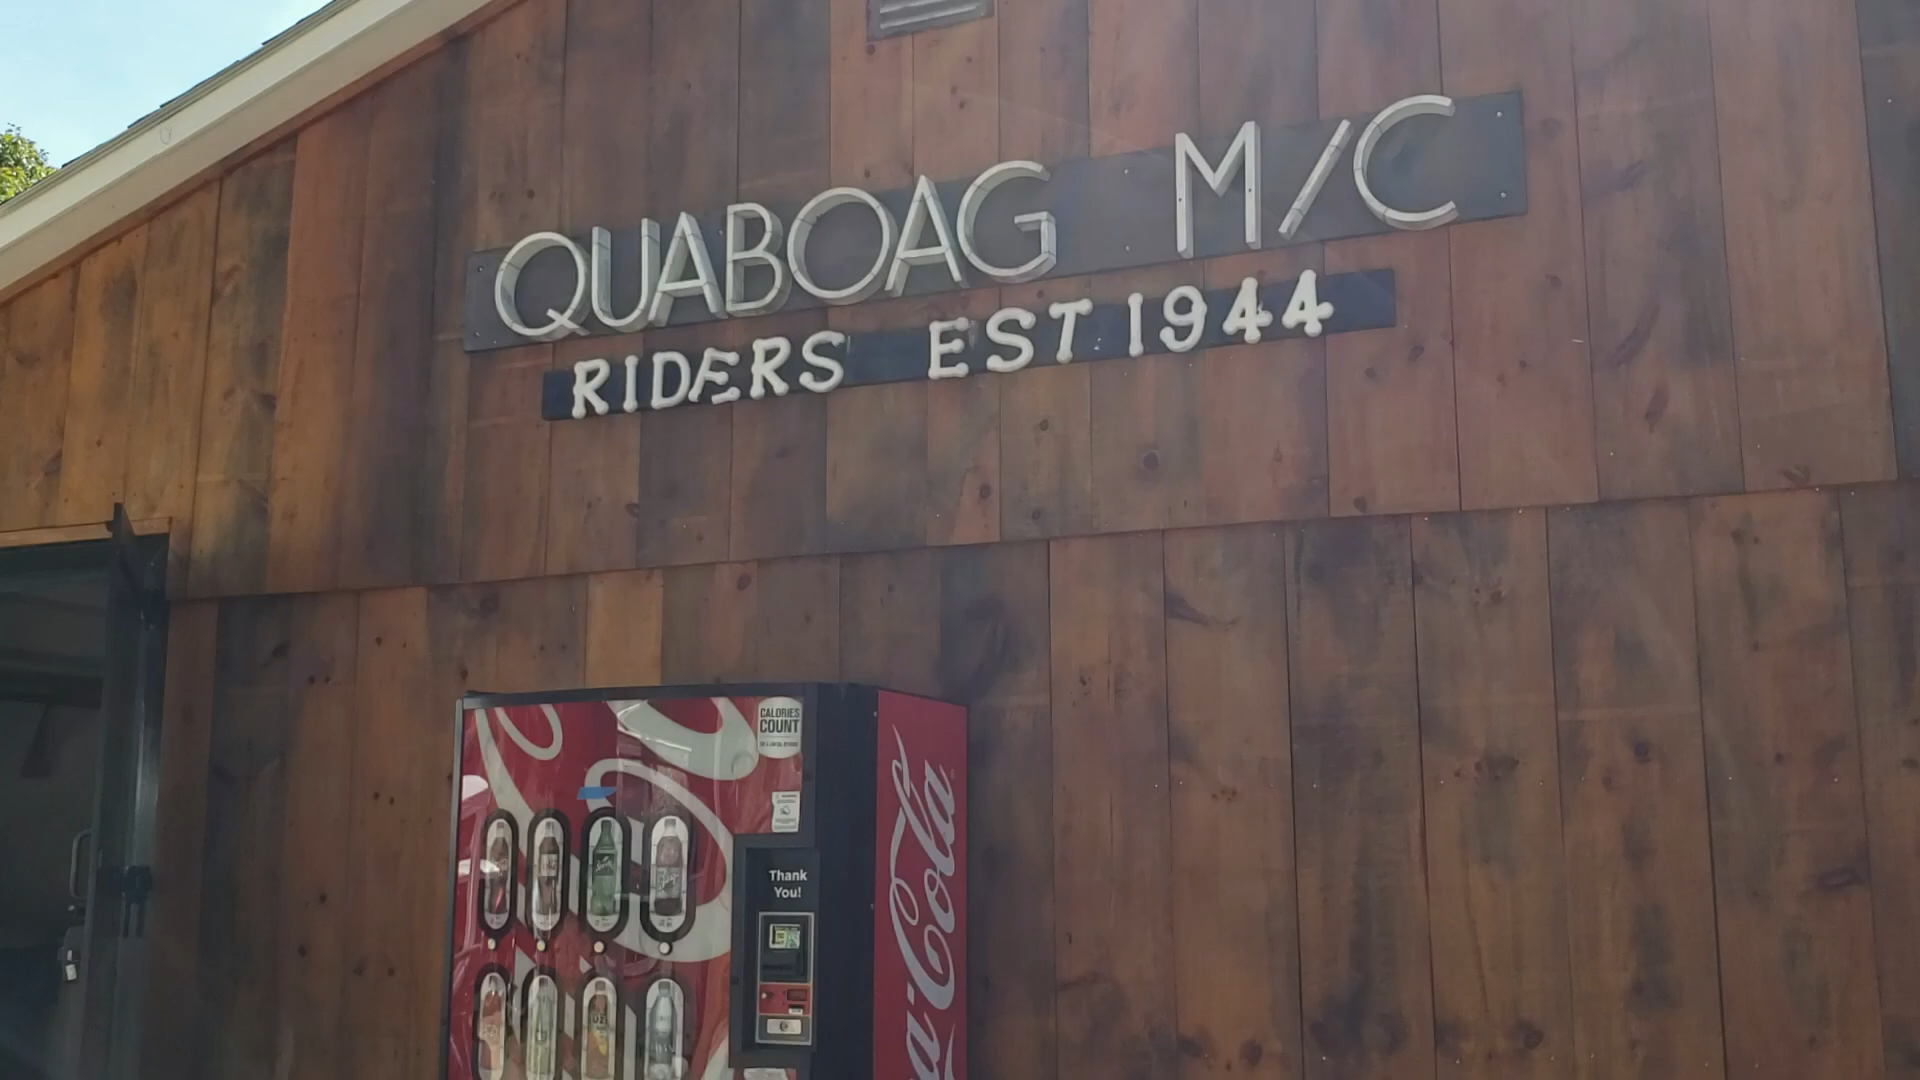 QUABOAG M/C
RIDERS EST 1944
CALORIES
COUNT
Thank
You!
Coca-Cola